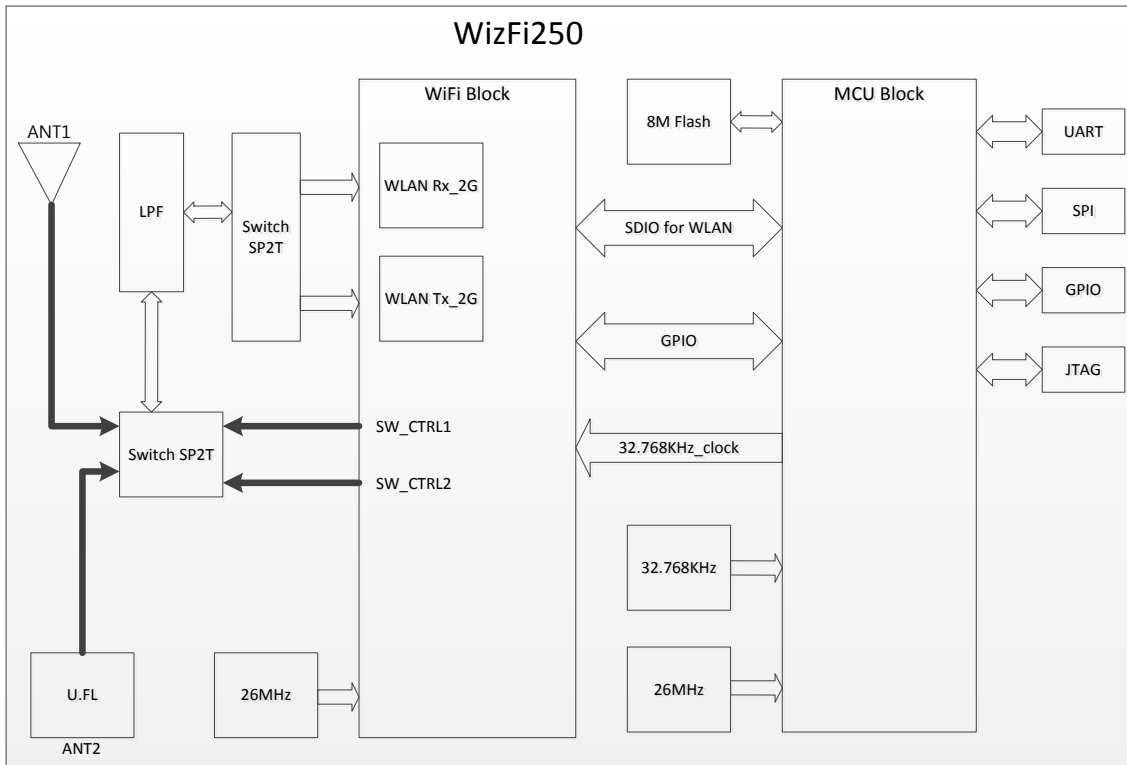 WizFi250
WiFi Block
MCU Block
ANT1
LPF
Switch
SP2T
WLAN Rx_2G
WLAN Tx_2G
8M Flash
SDIO for WLAN
GPIO
32.768KHz_clock
UART
SPI
GPIO
JTAG
Switch SP2T
SW_CTRL1
SW_CTRL2
32.768KHz
U.FL
ANT2
26MHz
26MHz